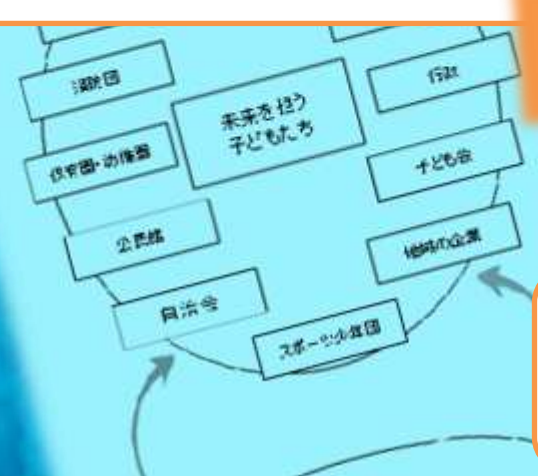 消防団
行政
未来を担う
子どもたち
保育園・幼稚園
子ども会
公民館
地域の企業
自治会
スポーツ少年団